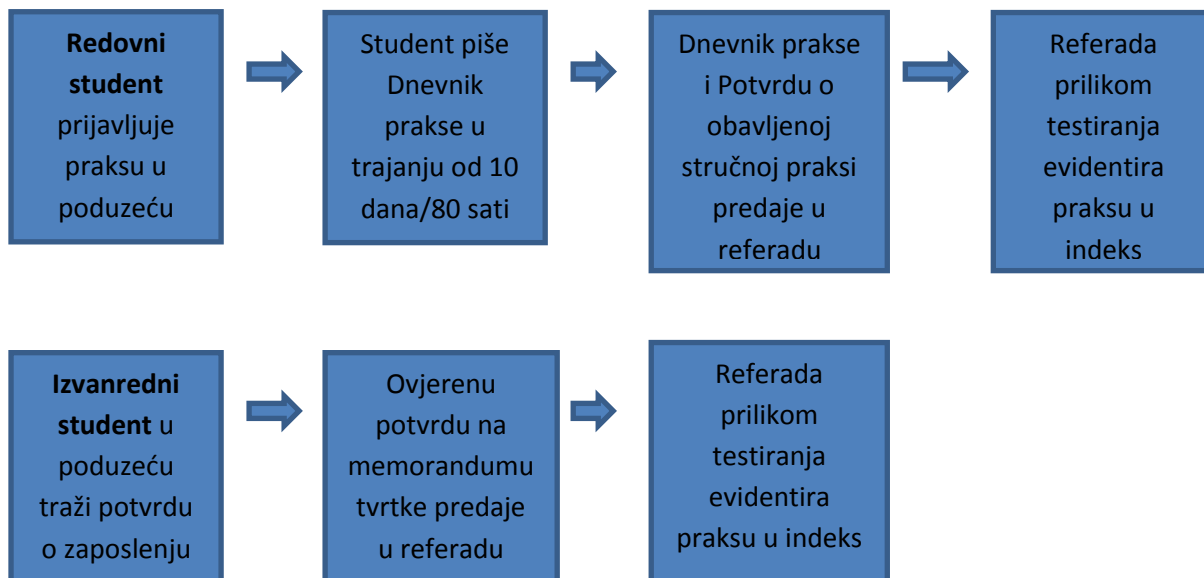 Redovni
student
prijavljuje
praksu u
poduzeću
Student piše
Dnevnik
prakse u
trajanju od 10
dana/80 sati
Dnevnik prakse
i Potvrdu o
obavljenoj
stručnoj praksi
predaje u
referadu
Referada
prilikom
testiranja
evidentira
praksu u
indeks
Izvanredni
student u
poduzeću
traži potvrdu
o zaposlenju
Ovjerenu
potvrdu na
memorandumu
tvrtke predaje
u referadu
Referada
prilikom
testiranja
evidentira
praksu u indeks